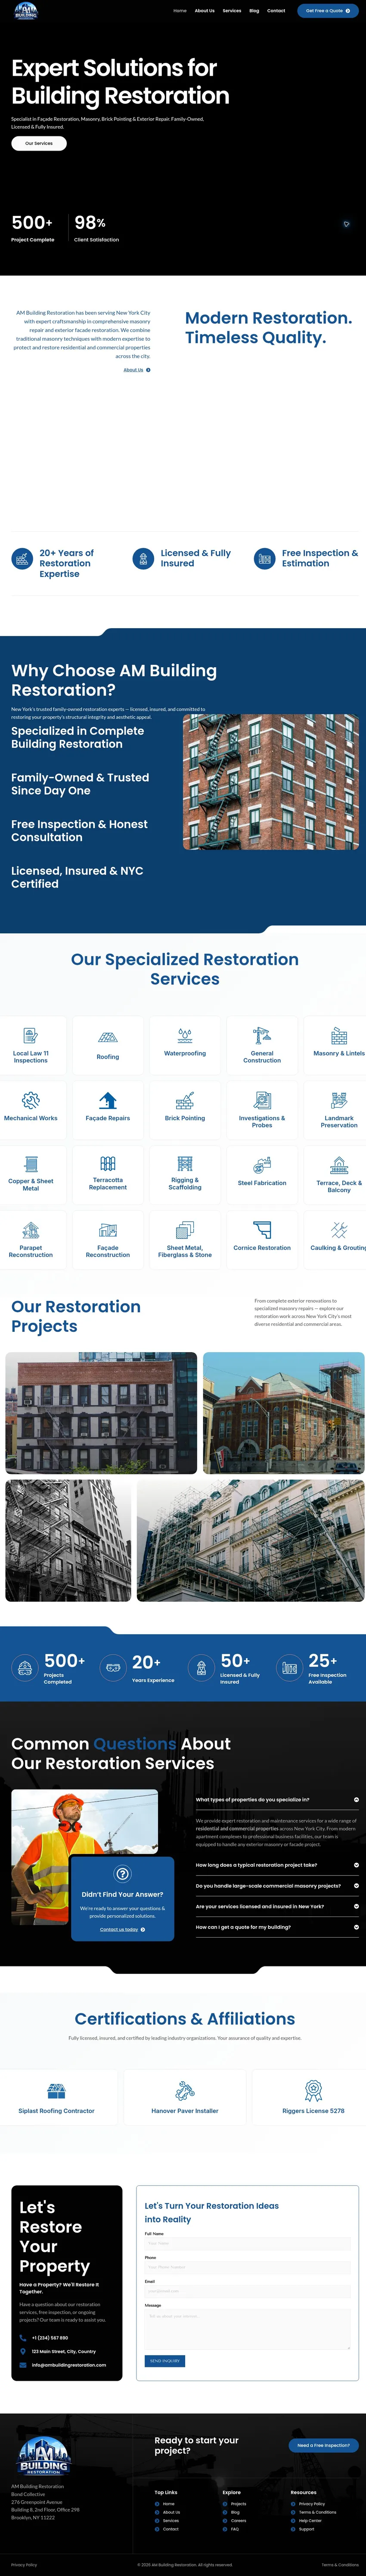 AM
BUILDING
RESTORATION
Home
About Us
Services
Blog
Contact
Get Free a Quote
Expert Solutions for
Building Restoration
Specialist in Façade Restoration, Masonry, Brick Pointing & Exterior Repair. Family-Owned,
Licensed & Fully Insured.
Our Services
500+
Project Complete
98%
Client Satisfaction
AM Building Restoration has been serving New York City
with expert craftsmanship in comprehensive masonry
repair and exterior facade restoration. We combine
traditional masonry techniques with modern expertise to
protect and restore residential and commercial properties
across the city.
About Us
Modern Restoration.
Timeless Quality.
20+ Years of
Restoration
Expertise
Licensed & Fully
Insured
Free Inspection &
Estimation
Why Choose AM Building
Restoration?
New York's trusted family-owned restoration experts — licensed, insured, and committed to
restoring your property's structural integrity and aesthetic appeal.
Specialized in Complete
Building Restoration
Family-Owned & Trusted
Since Day One
Free Inspection & Honest
Consultation
Licensed, Insured & NYC
Certified
Our Specialized Restoration
Services
Local Law 11
Inspections
Roofing
Waterproofing
General
Construction
Masonry & Lintels
Mechanical Works
Façade Repairs
Brick Pointing
Investigations &
Probes
Landmark
Preservation
Copper & Sheet
Metal
Terracotta
Replacement
Rigging &
Scaffolding
Steel Fabrication
Terrace, Deck &
Balcony
Parapet
Reconstruction
Façade
Reconstruction
Sheet Metal,
Fiberglass & Stone
Cornice Restoration
Caulking & Grouting
Our Restoration
Projects
From complete exterior renovations to
specialized masonry repairs — explore our
restoration work across New York City's most
diverse residential and commercial areas.
500+
Projects
Completed
20+
Years Experience
50+
Licensed & Fully
Insured
25+
Free Inspection
Available
Common Questions About
Our Restoration Services
Didn't Find Your Answer?
We're ready to answer your questions &
provide personalized solutions.
Contact us today
What types of properties do you specialize in?
We provide expert restoration and maintenance services for a wide range of
residential and commercial properties across New York City. From modern
apartment complexes to professional business facilities, our team is
equipped to handle any exterior masonry or facade project.
How long does a typical restoration project take?
Do you handle large-scale commercial masonry projects?
Are your services licensed and insured in New York?
How can I get a quote for my building?
Certifications & Affiliations
Fully licensed, insured, and certified by leading industry organizations. Your assurance of quality and expertise.
Siplast Roofing Contractor
Hanover Paver Installer
Riggers License 5278
Let's
Restore
Your
Property
Have a Property? We'll Restore It
Together.
Have a question about our restoration
services, free inspection, or ongoing
projects? Our team is ready to assist you.
+1 (234) 567 890
123 Main Street, City, Country
info@ambuildingrestoration.com
Let's Turn Your Restoration Ideas
into Reality
Full Name
Phone
Email
Message
SEND INQUIRY
AM
BUILDING
RESTORATION
AM Building Restoration
Bond Collective
276 Greenpoint Avenue
Building 8, 2nd Floor, Office 298
Brooklyn, NY 11222
Ready to start your
project?
Need a Free Inspection?
Top Links
Home
About Us
Services
Contact
Explore
Projects
Blog
Careers
FAQ
Resources
Privacy Policy
Terms & Conditions
Help Center
Support
Privacy Policy
© 2025 AM Building Restoration. All rights reserved.
Terms & Conditions